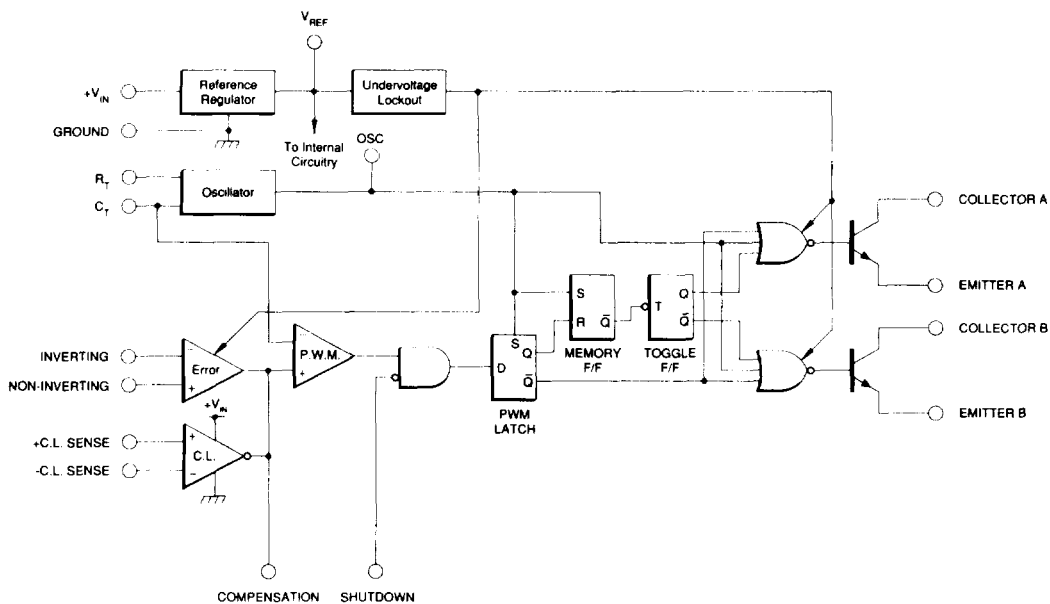 V_REF
+V_IN
Reference
Regulator
Undervoltage
Lockout
GROUND
To Internal
Circuitry
OSC
R_T
C_T
Oscillator
COLLECTOR A
EMITTER A
S
R
Q̅
MEMORY
F/F
T
Q
Q̅
TOGGLE
F/F
COLLECTOR B
EMITTER B
INVERTING
NON-INVERTING
−
+
Error
−
+
P.W.M.
D
S
Q
Q̅
PWM
LATCH
+V_IN
+C.L. SENSE
-C.L. SENSE
+
−
C.L.
COMPENSATION
SHUTDOWN